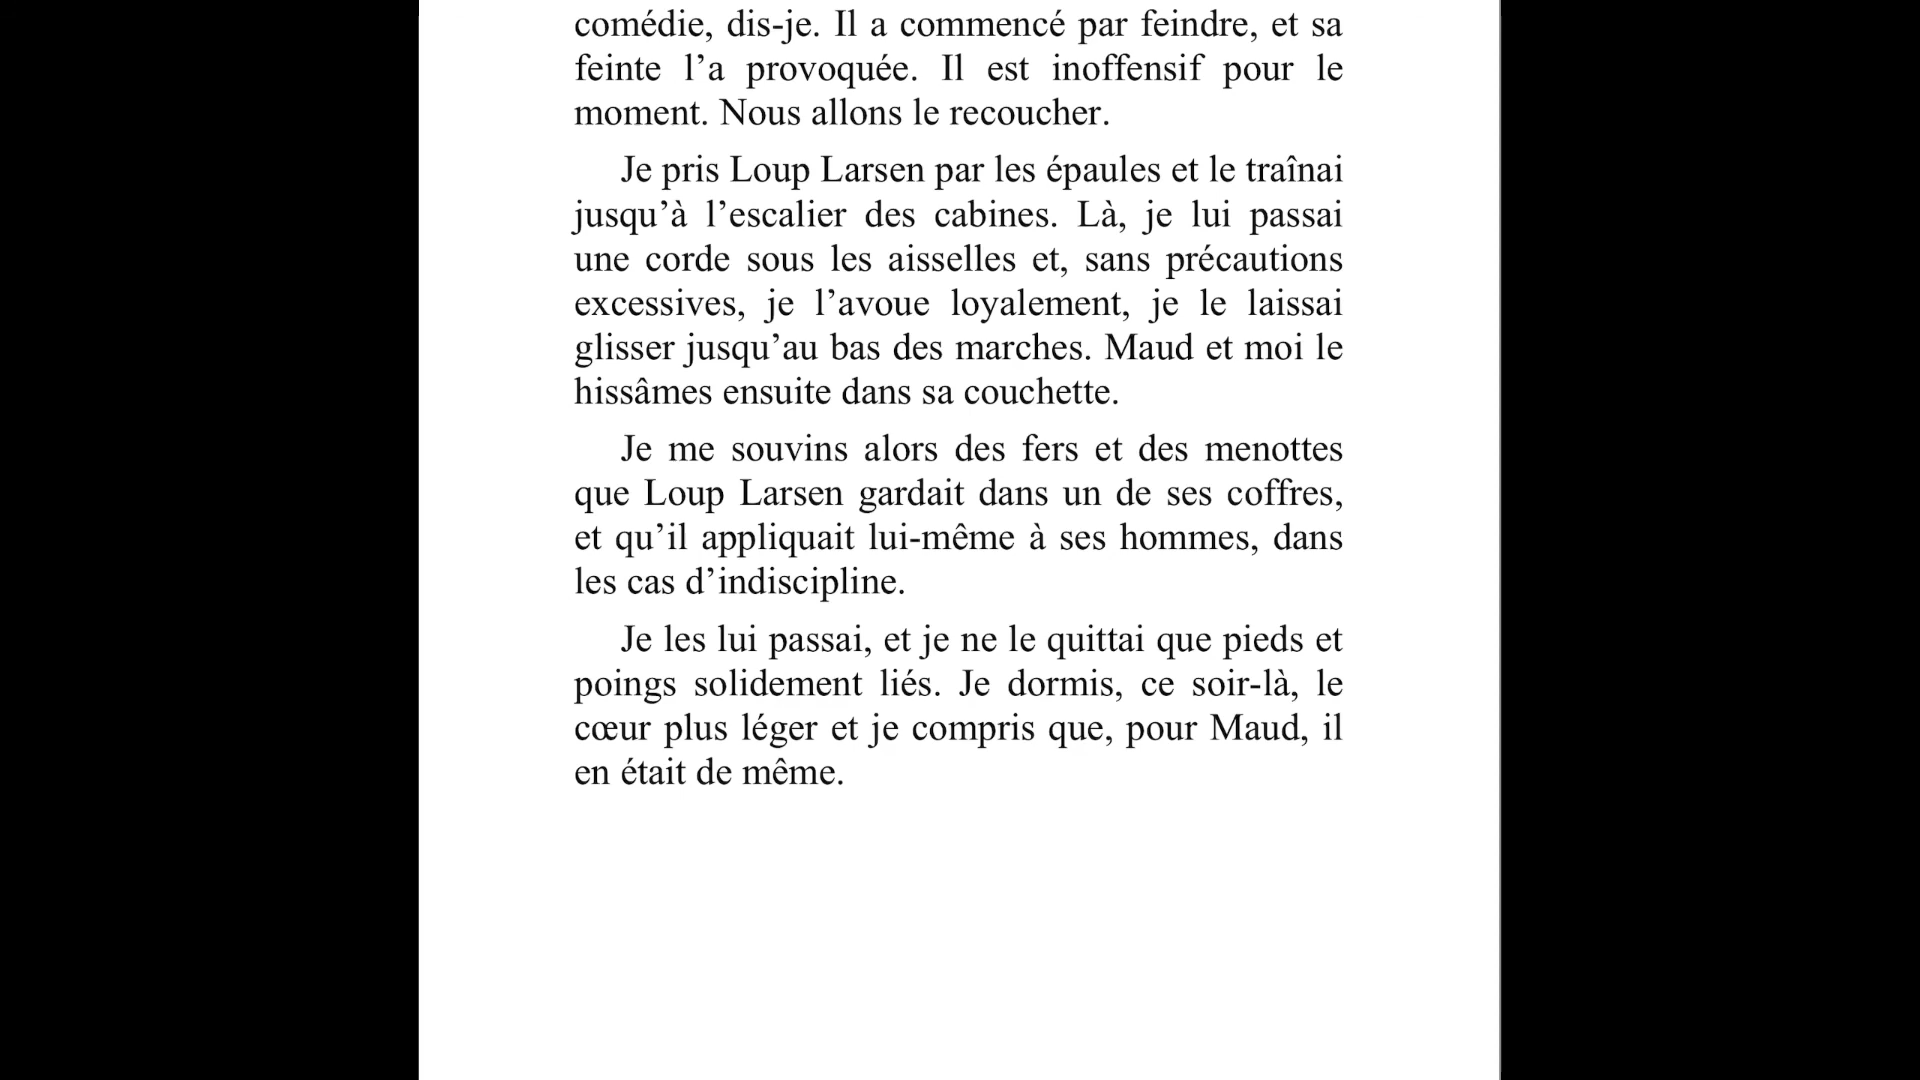 comédie, dis-je. Il a commencé par feindre, et sa
feinte l’a provoquée. Il est inoffensif pour le
moment. Nous allons le recoucher.
Je pris Loup Larsen par les épaules et le traînai
jusqu’à l’escalier des cabines. Là, je lui passai
une corde sous les aisselles et, sans précautions
excessives, je l’avoue loyalement, je le laissai
glisser jusqu’au bas des marches. Maud et moi le
hissâmes ensuite dans sa couchette.
Je me souvins alors des fers et des menottes
que Loup Larsen gardait dans un de ses coffres,
et qu’il appliquait lui-même à ses hommes, dans
les cas d’indiscipline.
Je les lui passai, et je ne le quittai que pieds et
poings solidement liés. Je dormis, ce soir-là, le
cœur plus léger et je compris que, pour Maud, il
en était de même.